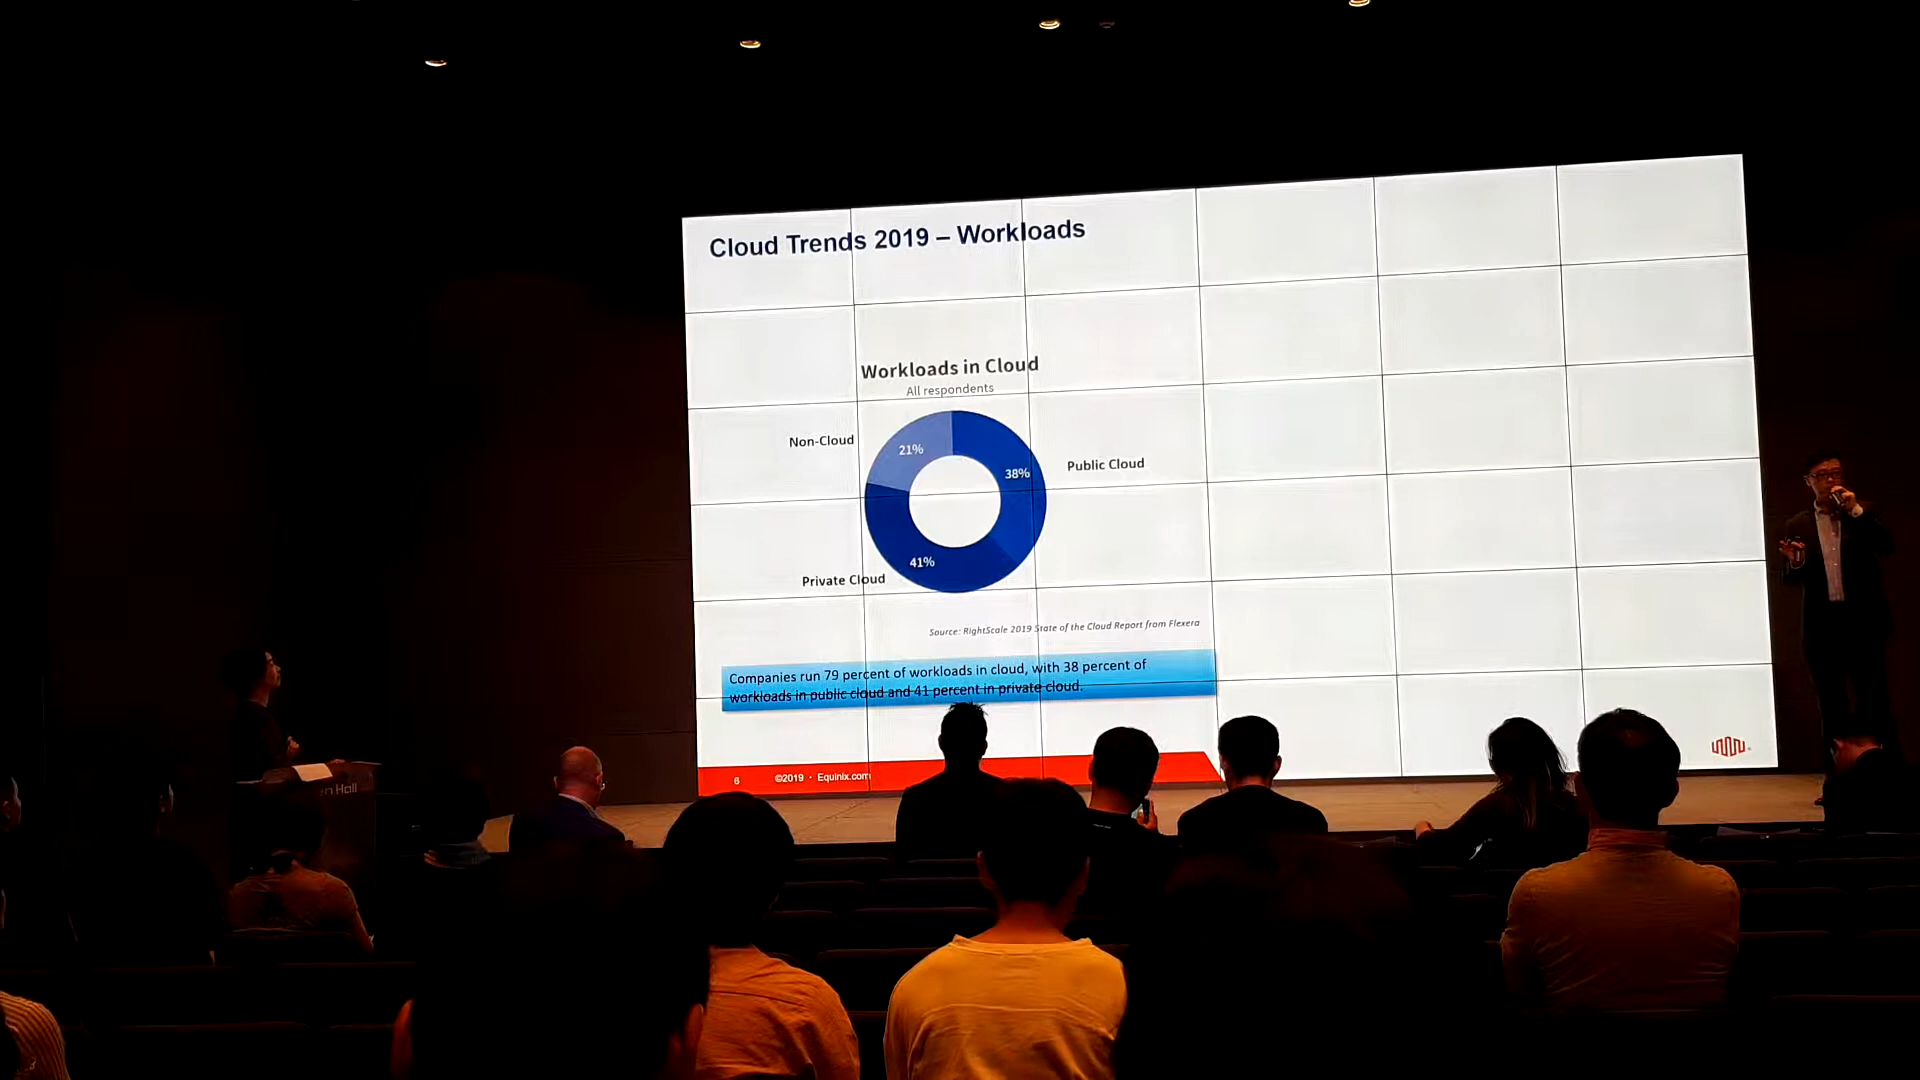 Cloud Trends 2019 – Workloads
Workloads in Cloud
All respondents
Non-Cloud
21%
38%
Public Cloud
41%
Private Cloud
Source: RightScale 2019 State of the Cloud Report from Flexera
Companies run 79 percent of workloads in cloud, with 38 percent of
workloads in public cloud and 41 percent in private cloud.
6 ©2019 · Equinix.com
Hall